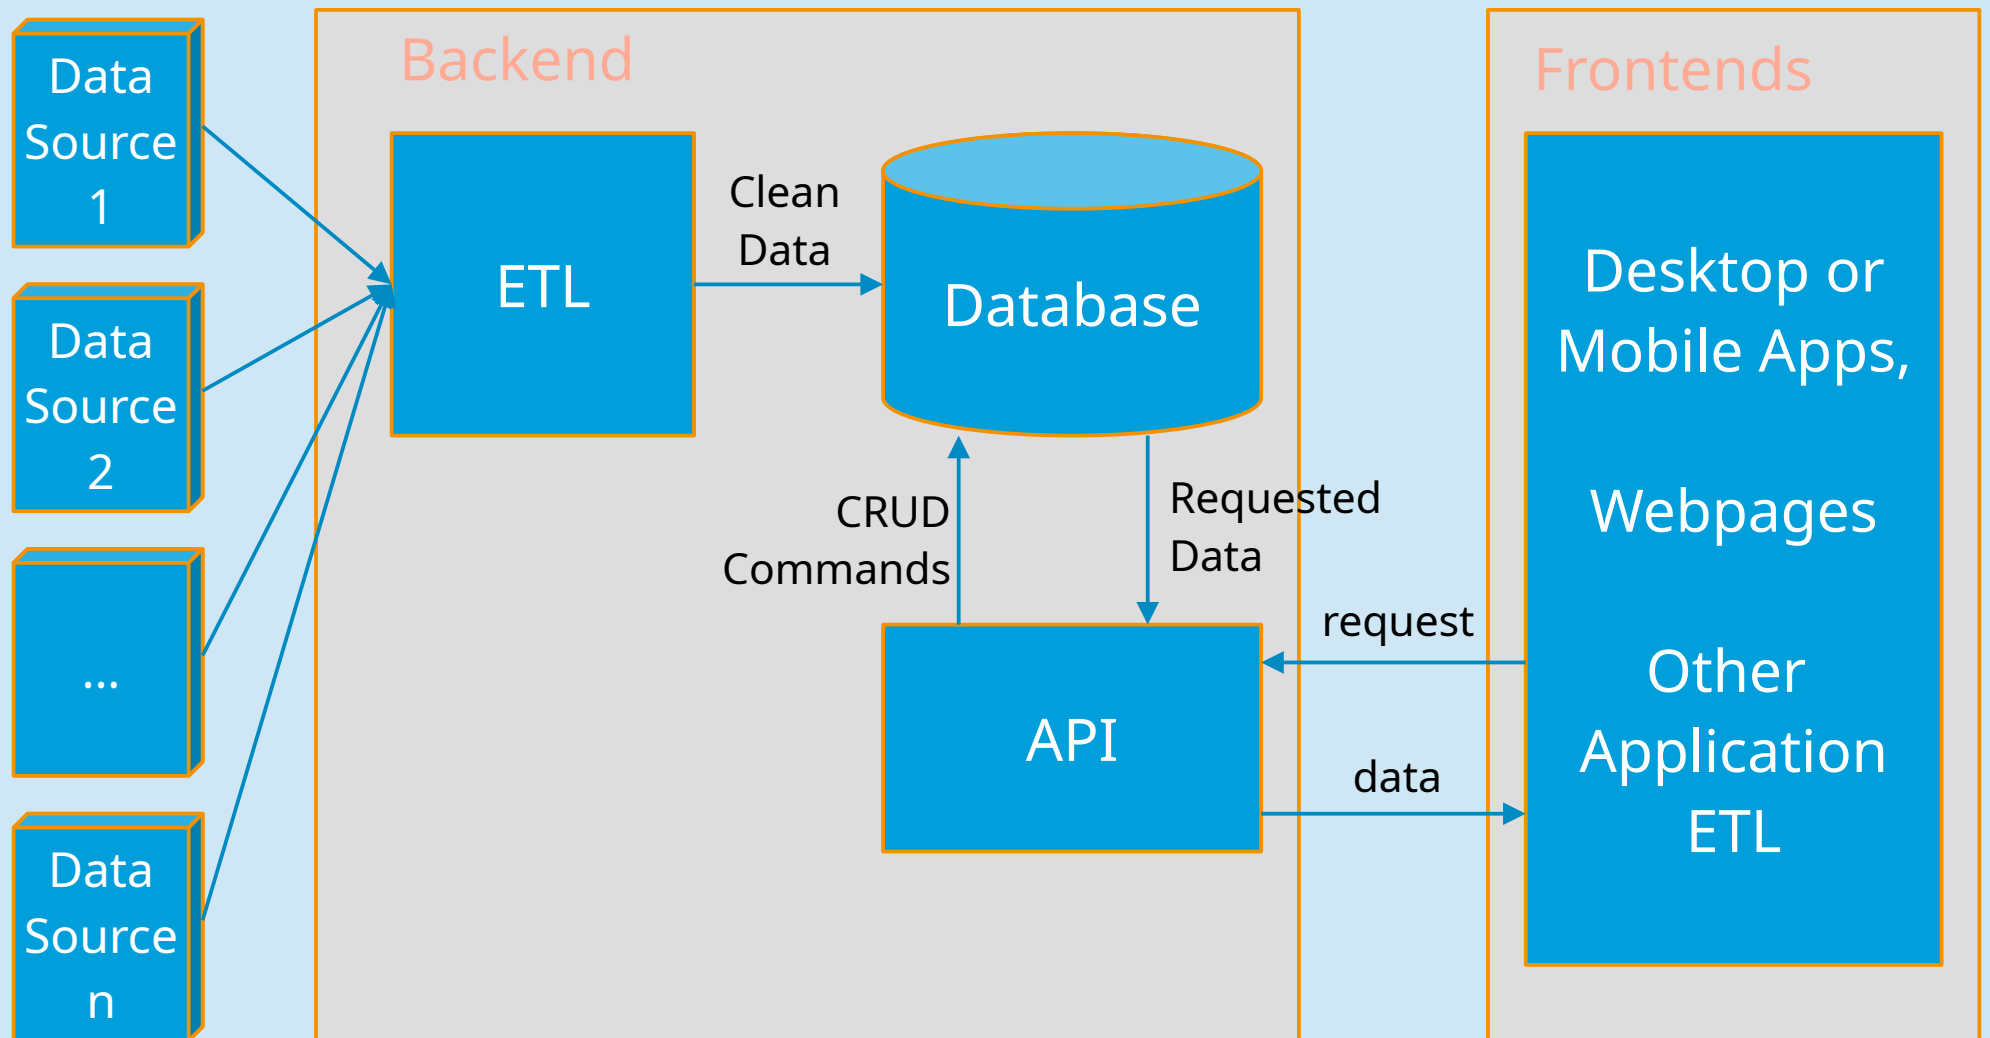 Data
Source
1
Data
Source
2
...
Data
Source
n
Backend
ETL
Clean
Data
Database
CRUD
Commands
Requested
Data
API
request
data
Frontends
Desktop or
Mobile Apps,
Webpages
Other
Application
ETL